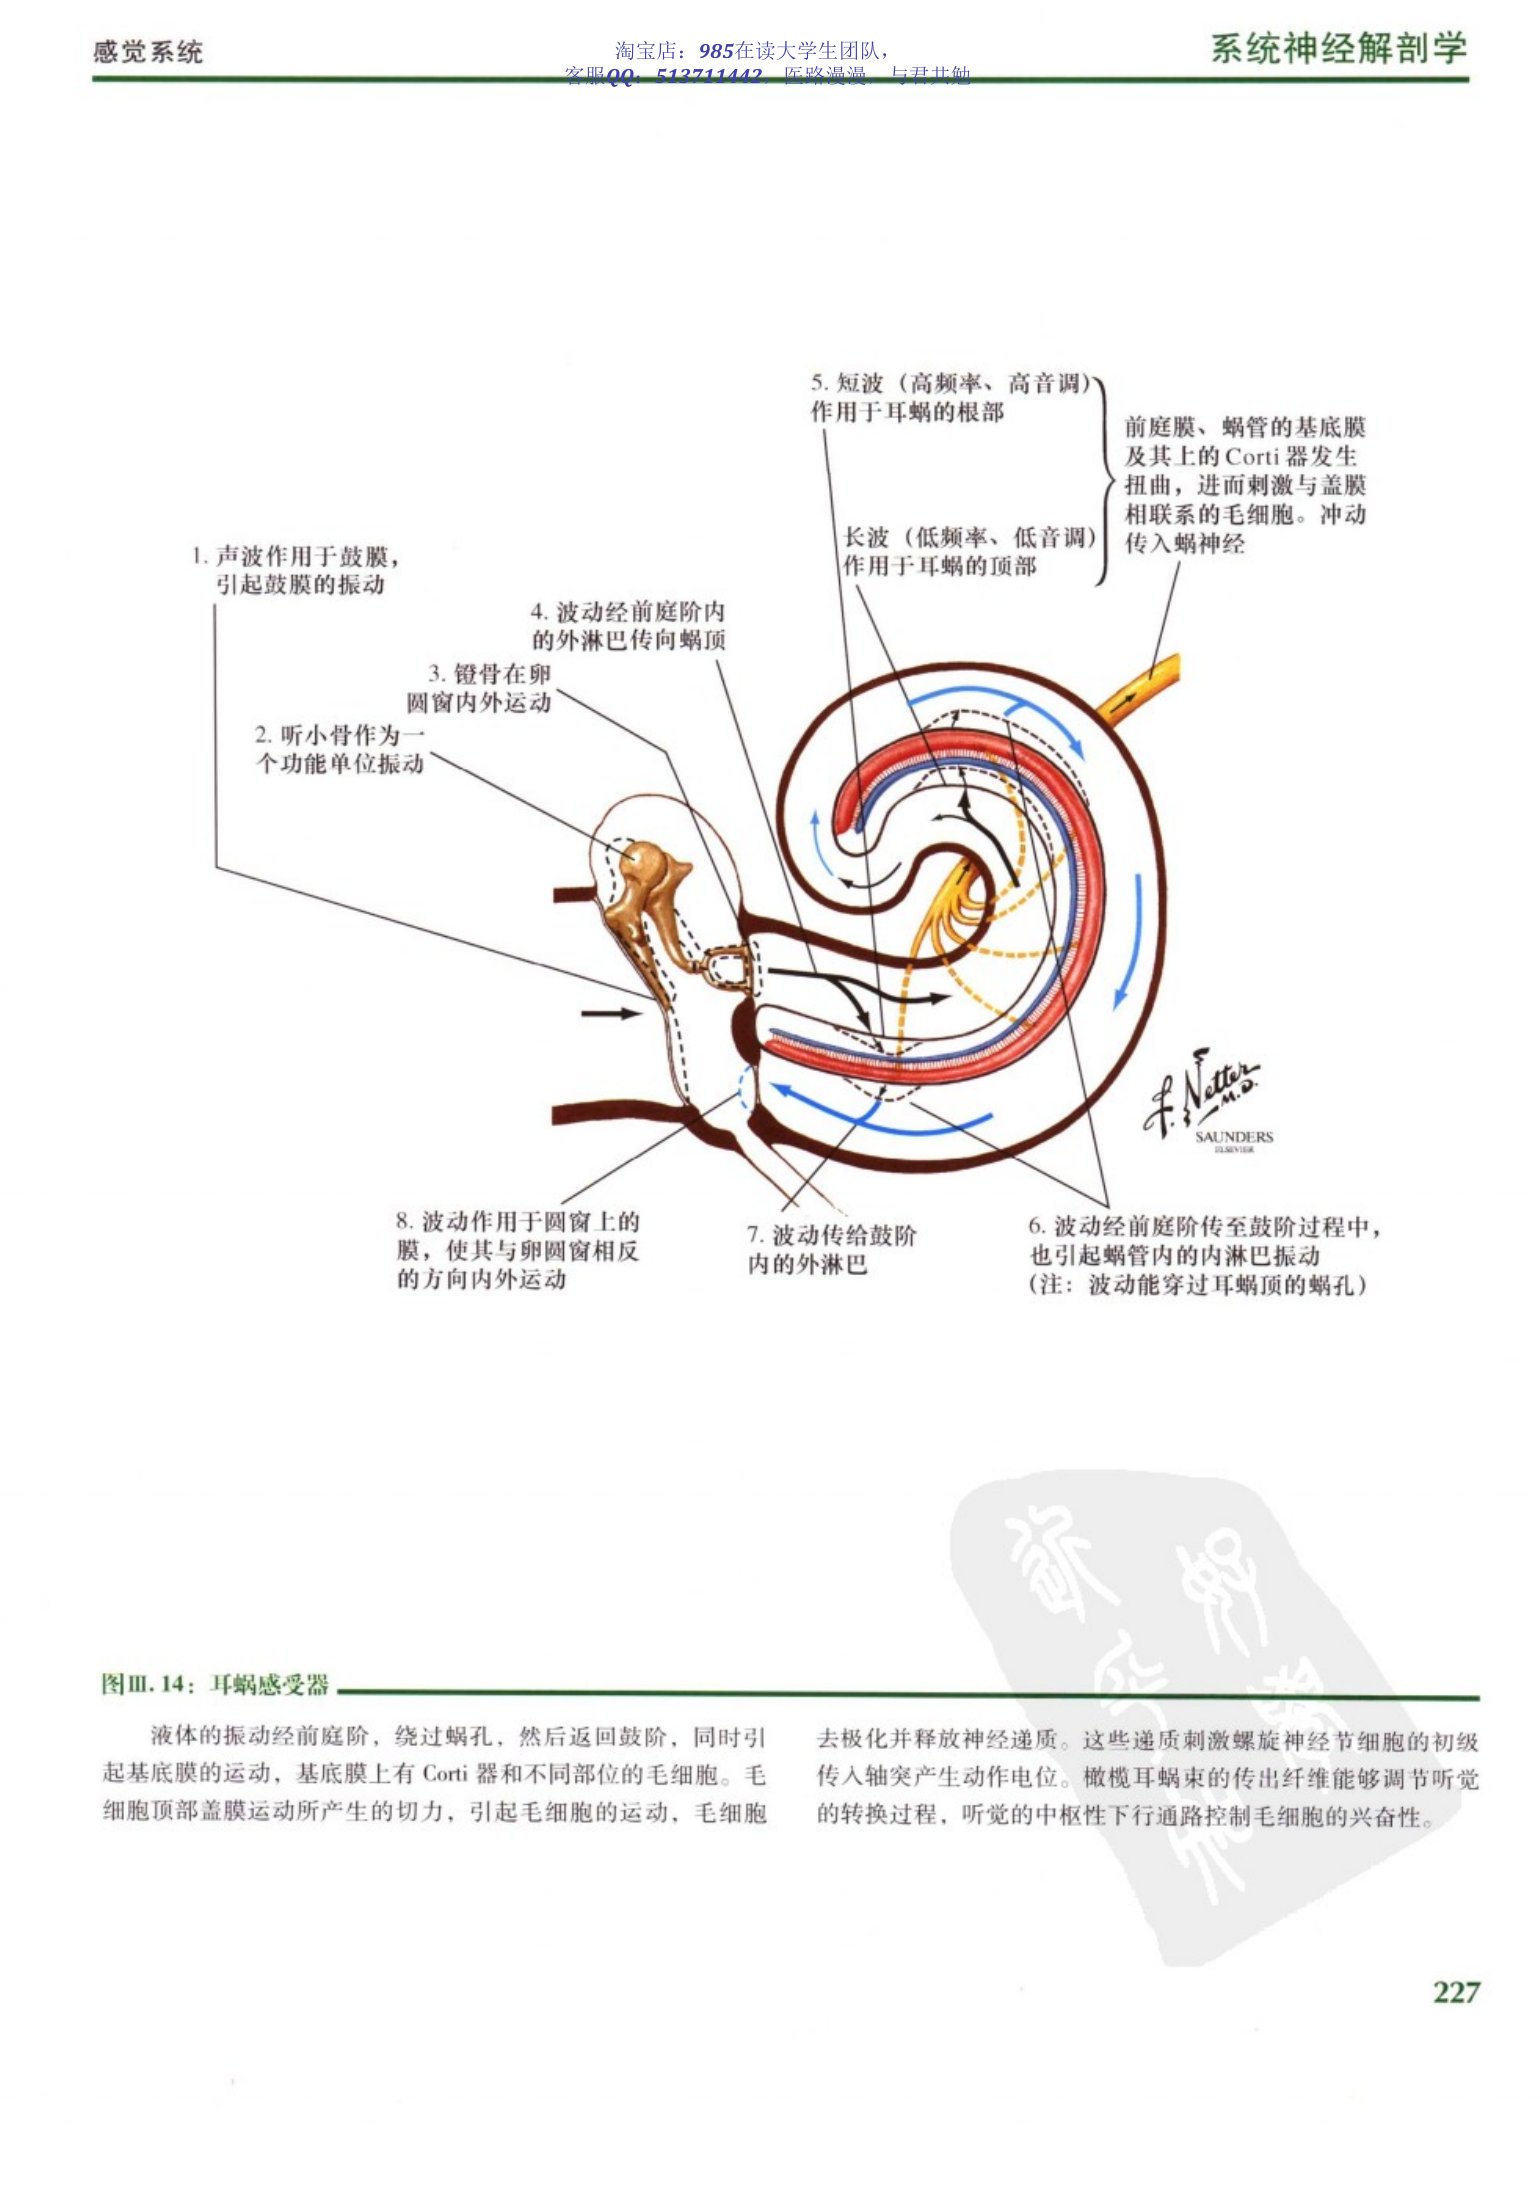 感觉系统
淘宝店：985在读大学生团队，
客服QQ：513711442，医路漫漫，与君共勉
系统神经解剖学
5. 短波（高频率、高音调）
作用于耳蜗的根部
长波（低频率、低音调）
作用于耳蜗的顶部
前庭膜、蜗管的基底膜
及其上的Corti 器发生
扭曲，进而刺激与盖膜
相联系的毛细胞。冲动
传入蜗神经
1. 声波作用于鼓膜，
引起鼓膜的振动
4. 波动经前庭阶内
的外淋巴传向蜗顶
3. 镫骨在卵
圆窗内外运动
2. 听小骨作为一
个功能单位振动
F. Netter
M.D.
SAUNDERS
ELSEVIER
8. 波动作用于圆窗上的
膜，使其与卵圆窗相反
的方向内外运动
7. 波动传给鼓阶
内的外淋巴
6. 波动经前庭阶传至鼓阶过程中，
也引起蜗管内的内淋巴振动
(注：波动能穿过耳蜗顶的蜗孔）
图III. 14：耳蜗感受器
液体的振动经前庭阶，绕过蜗孔，然后返回鼓阶，同时引
起基底膜的运动，基底膜上有 Corti 器和不同部位的毛细胞。毛
细胞顶部盖膜运动所产生的切力，引起毛细胞的运动，毛细胞
去极化并释放神经递质。这些递质刺激螺旋神经节细胞的初级
传入轴突产生动作电位。橄榄耳蜗束的传出纤维能够调节听觉
的转换过程，听觉的中枢性下行通路控制毛细胞的兴奋性。
227